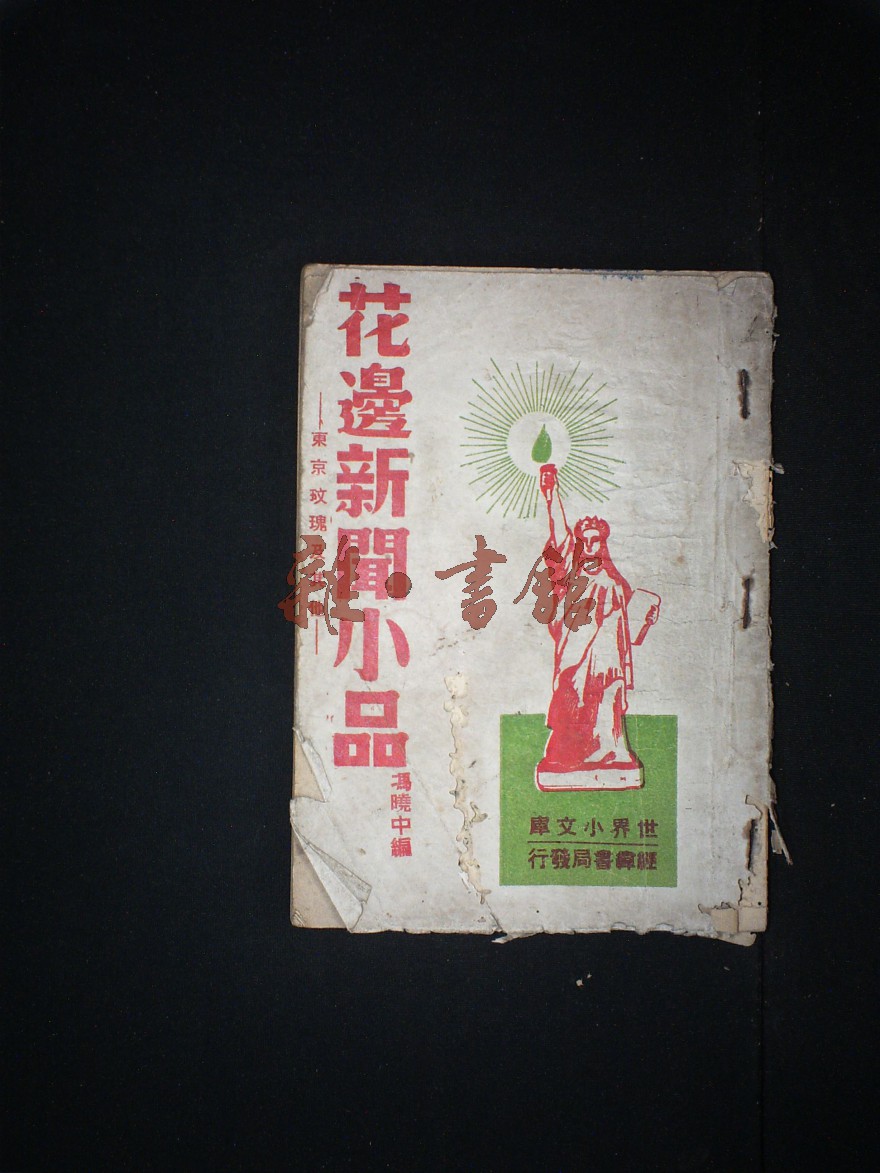 花邊新聞小品
東京玫瑰
馮曉中編
世界小文庫
經緯書局發行
雜·書館